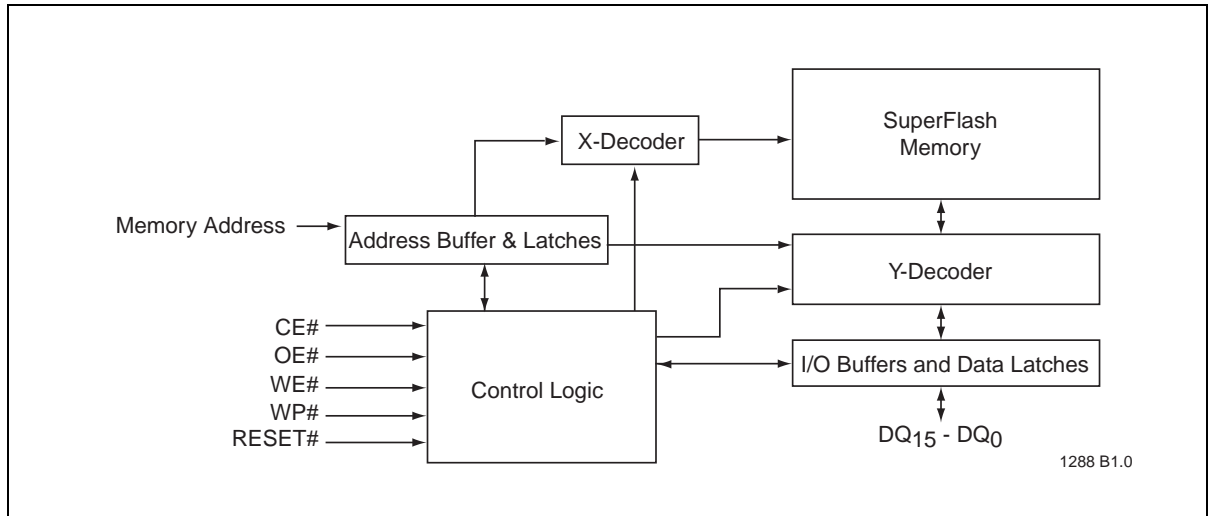 SuperFlash
Memory
X-Decoder
Memory Address
Address Buffer & Latches
Y-Decoder
CE#
OE#
WE#
WP#
RESET#
Control Logic
I/O Buffers and Data Latches
DQ15 - DQ0
1288 B1.0